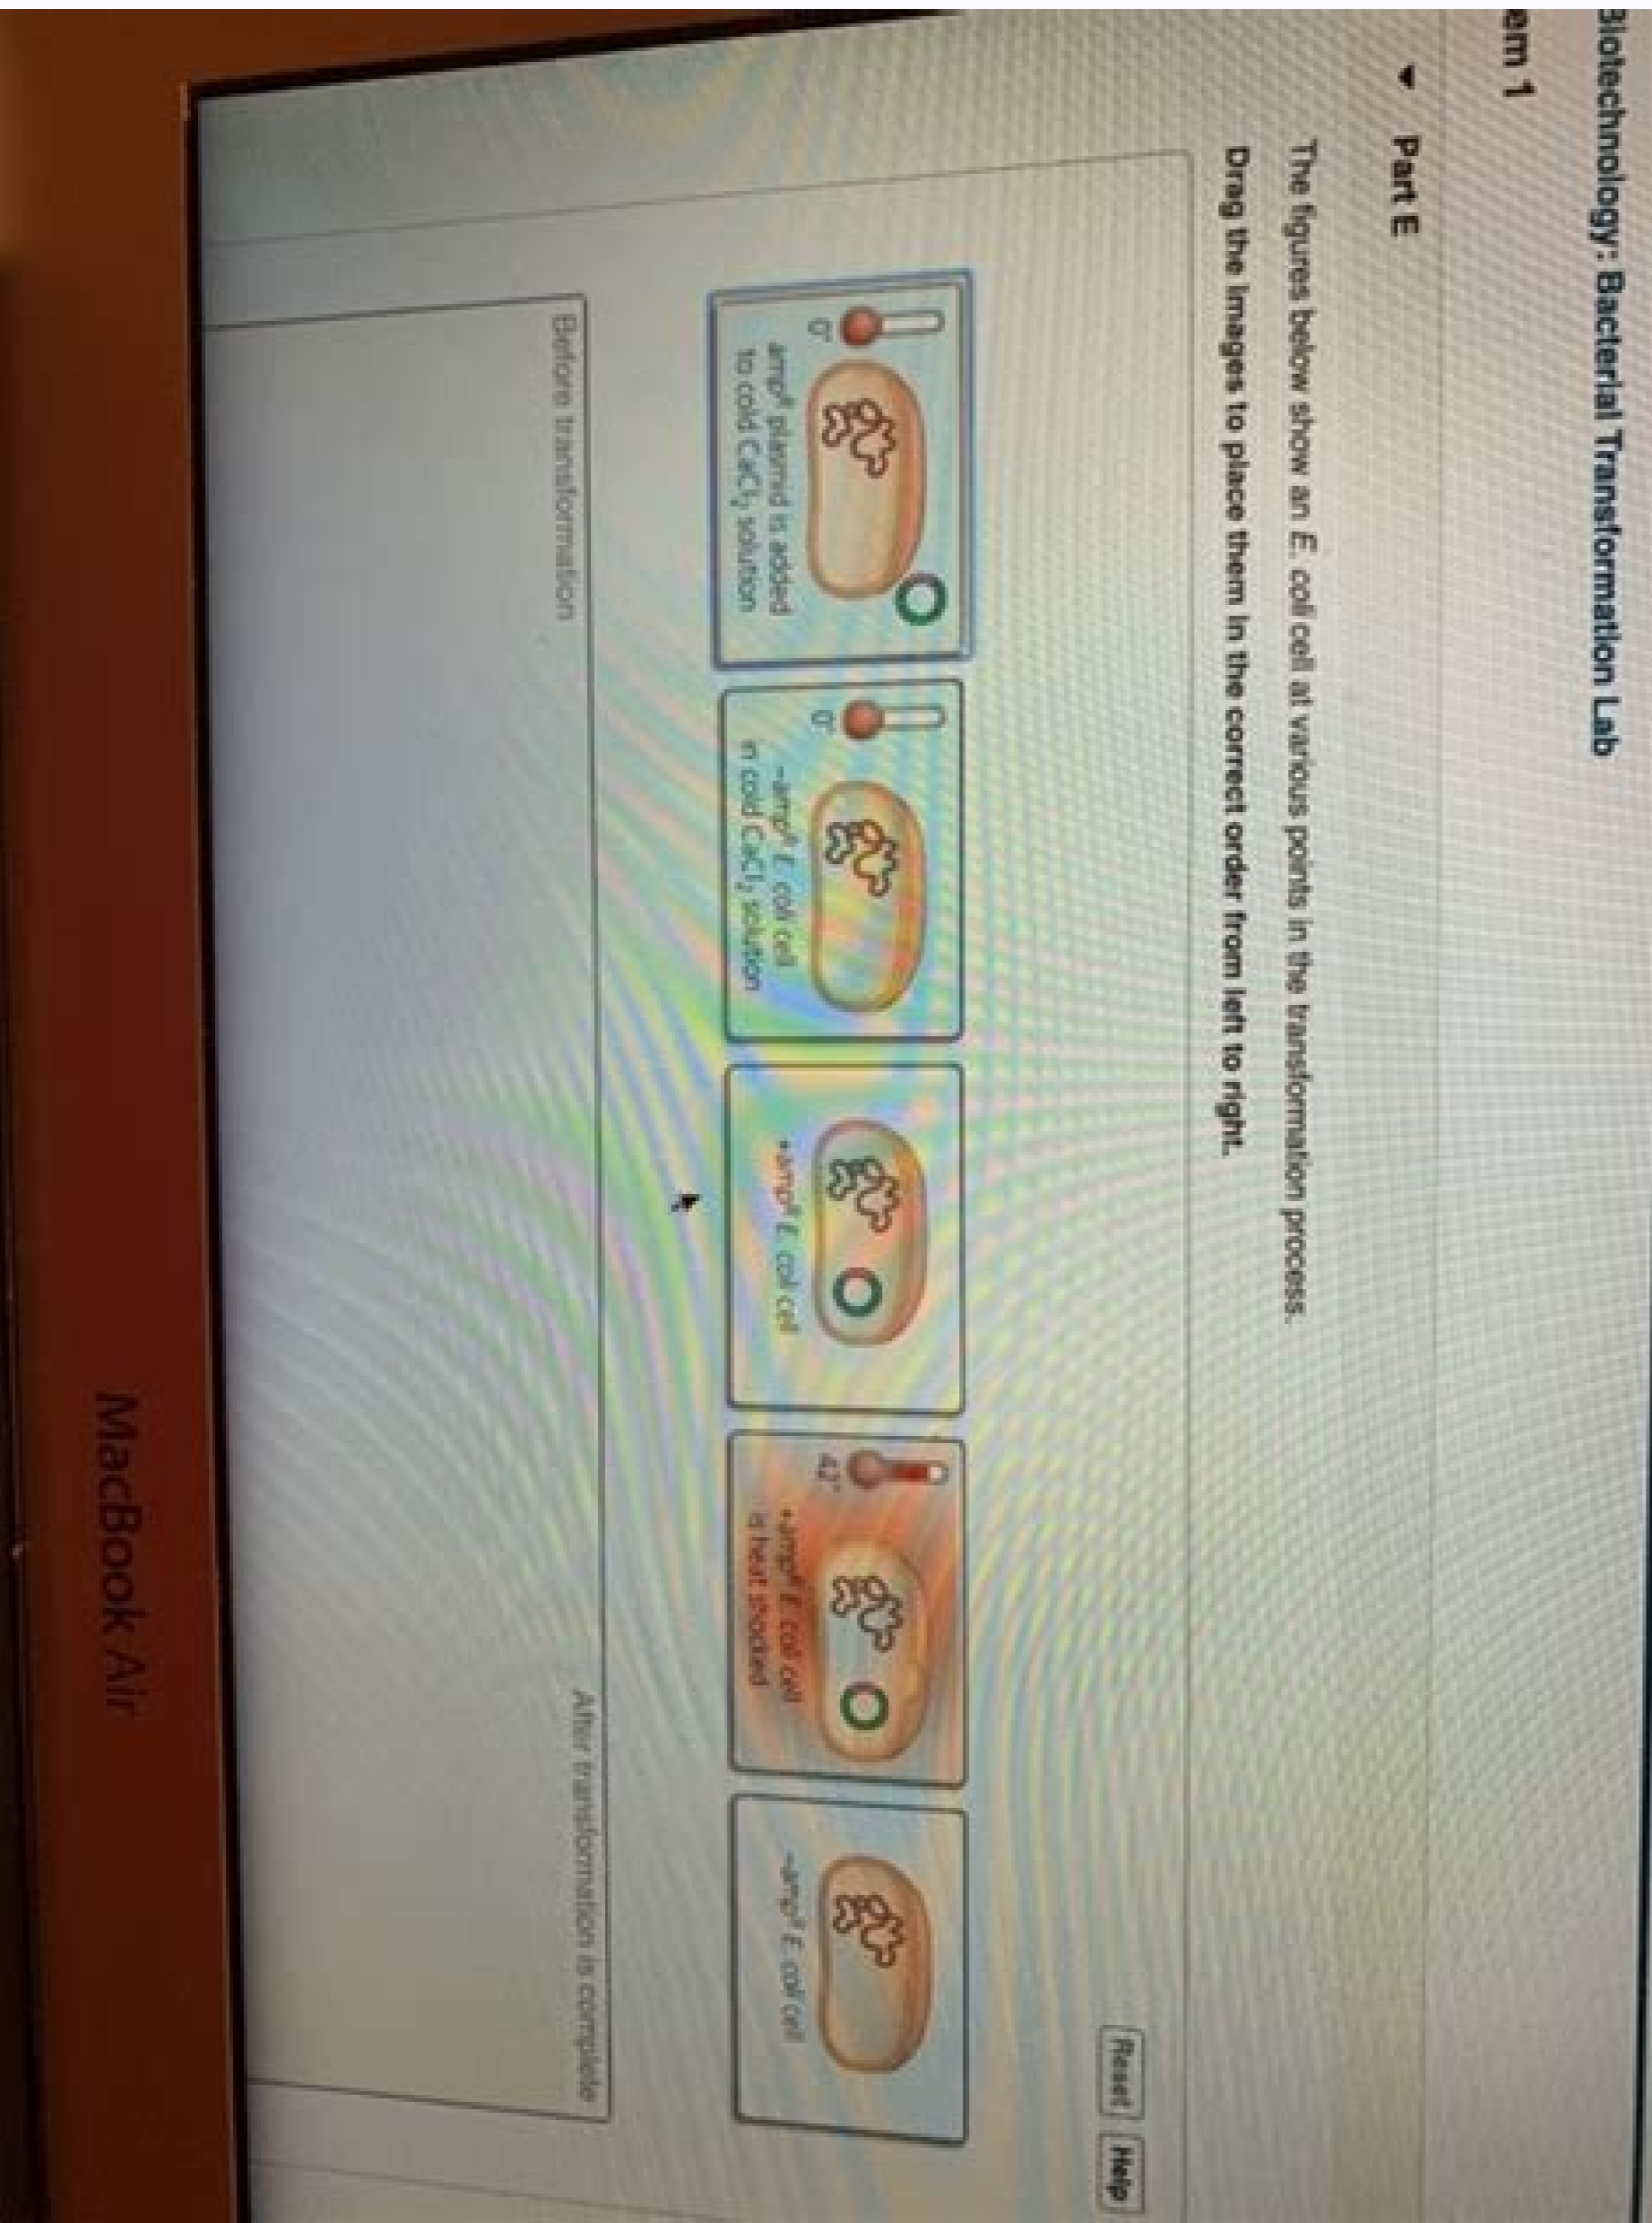 Biotechnology: Bacterial Transformation Lab
em 1
Part E
The figures below show an E. coli cell at various points in the transformation process.
Drag the images to place them in the correct order from left to right.
Reset Help
0°
ampᴿ plasmid is added
to cold CaCl₂ solution
0°
-ampᴿ E. coli cell
in cold CaCl₂ solution
+ampᴿ E. coli cell
42°
+ampᴿ E. coli cell
is heat shocked
-ampᴿ E. coli cell
Before transformation
After transformation is complete
MacBook Air